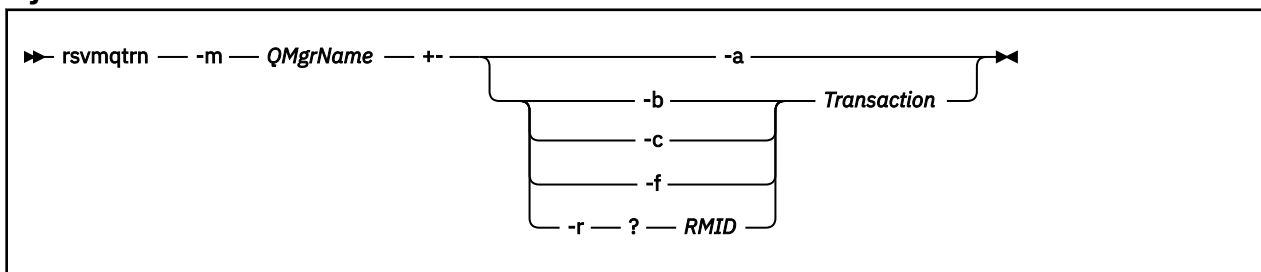 rsvmqtrn -m QMgrName +- -a
-b Transaction
-c
-f
-r ? RMID